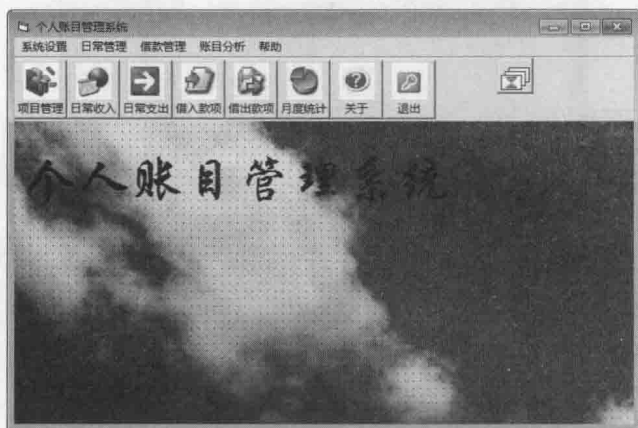 个人账目管理系统
系统设置 日常管理 借款管理 账目分析 帮助
项目管理 日常收入 日常支出 借入款项 借出款项 月度统计 关于 退出
个人账目管理系统